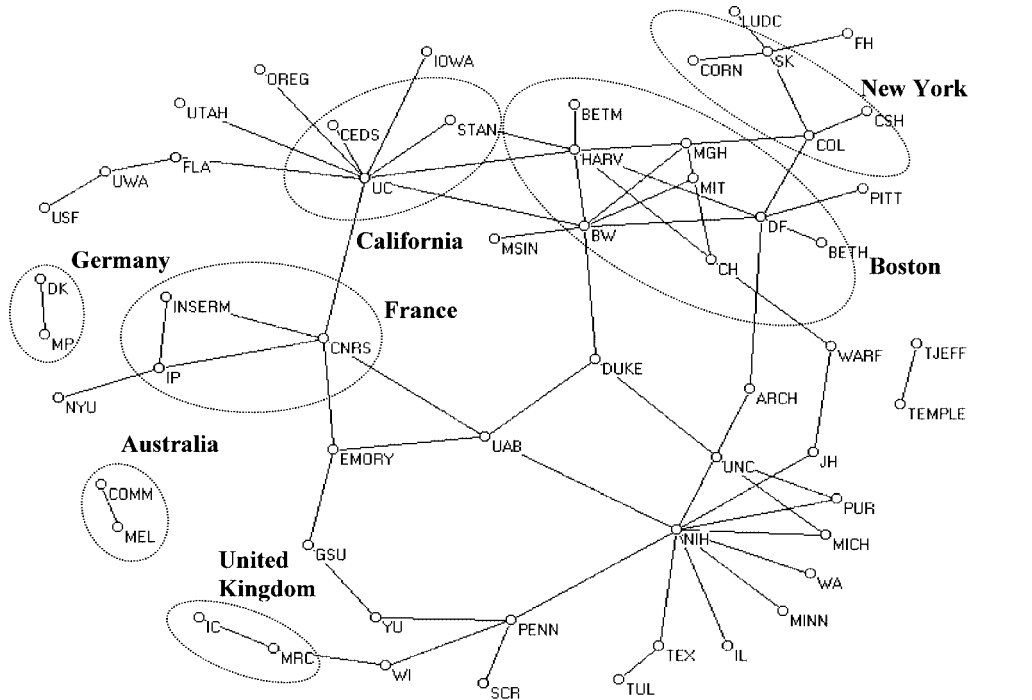 LUDC
FH
IOWA
SK
OREG
CORN
New York
UTAH
BETM
CSH
CEDS
STAN
COL
HARV
MGH
FLA
UWA
UC
MIT
PITT
USF
DF
BW
California
MSIN
BETH
Germany
CH
Boston
DK
INSERM
France
MP
CNRS
WARF
TJEFF
IP
DUKE
NYU
ARCH
TEMPLE
Australia
EMORY
UAB
JH
UNC
COMM
PUR
MEL
NIH
MICH
GSU
United
Kingdom
WA
MINN
IC
YU
PENN
MRC
TEX
IL
WI
SCR
TUL